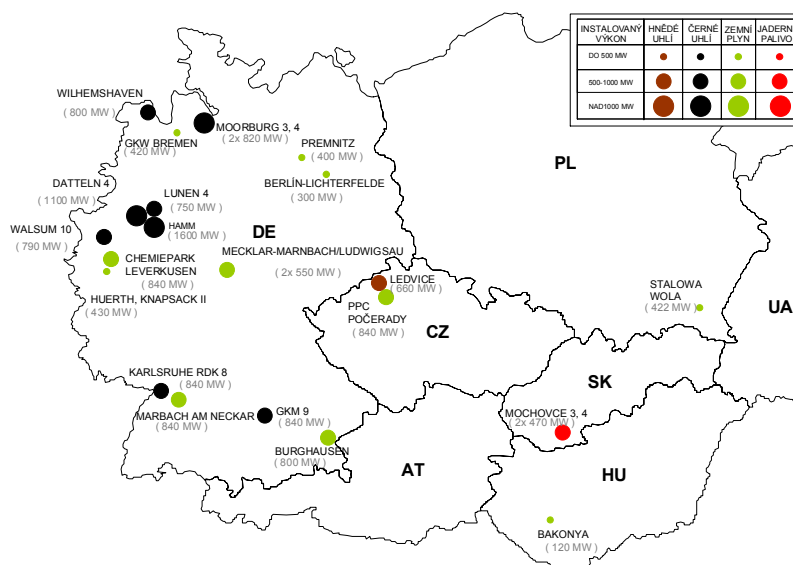 INSTALOVANÝ VÝKON
HNĚDÉ UHLÍ
ČERNÉ UHLÍ
ZEMNÍ PLYN
JADERN
PALIVO
DO 500 MW
500-1000 MW
NAD1000 MW
WILHEMSHAVEN
( 800 MW )
MOORBURG 3, 4
( 2x 820 MW )
GKW BREMEN
( 420 MW )
PREMNITZ
( 400 MW )
BERLÍN-LICHTERFELDE
( 300 MW )
PL
DATTELN 4
( 1100 MW )
LUNEN 4
( 750 MW )
WALSUM 10
( 790 MW )
HAMM
( 1600 MW )
DE
CHEMIEPARK
LEVERKUSEN
( 840 MW )
MECKLAR-MARNBACH/LUDWIGSAU
( 2x 550 MW )
HUERTH, KNAPSACK II
( 430 MW )
LEDVICE
( 660 MW )
PPC
POČERADY
( 840 MW )
CZ
STALOWA
WOLA
( 422 MW )
UA
KARLSRUHE RDK 8
( 840 MW )
MARBACH AM NECKAR
( 840 MW )
GKM 9
( 840 MW )
BURGHAUSEN
( 800 MW )
SK
MOCHOVCE 3, 4
( 2x 470 MW )
AT
HU
BAKONYA
( 120 MW )